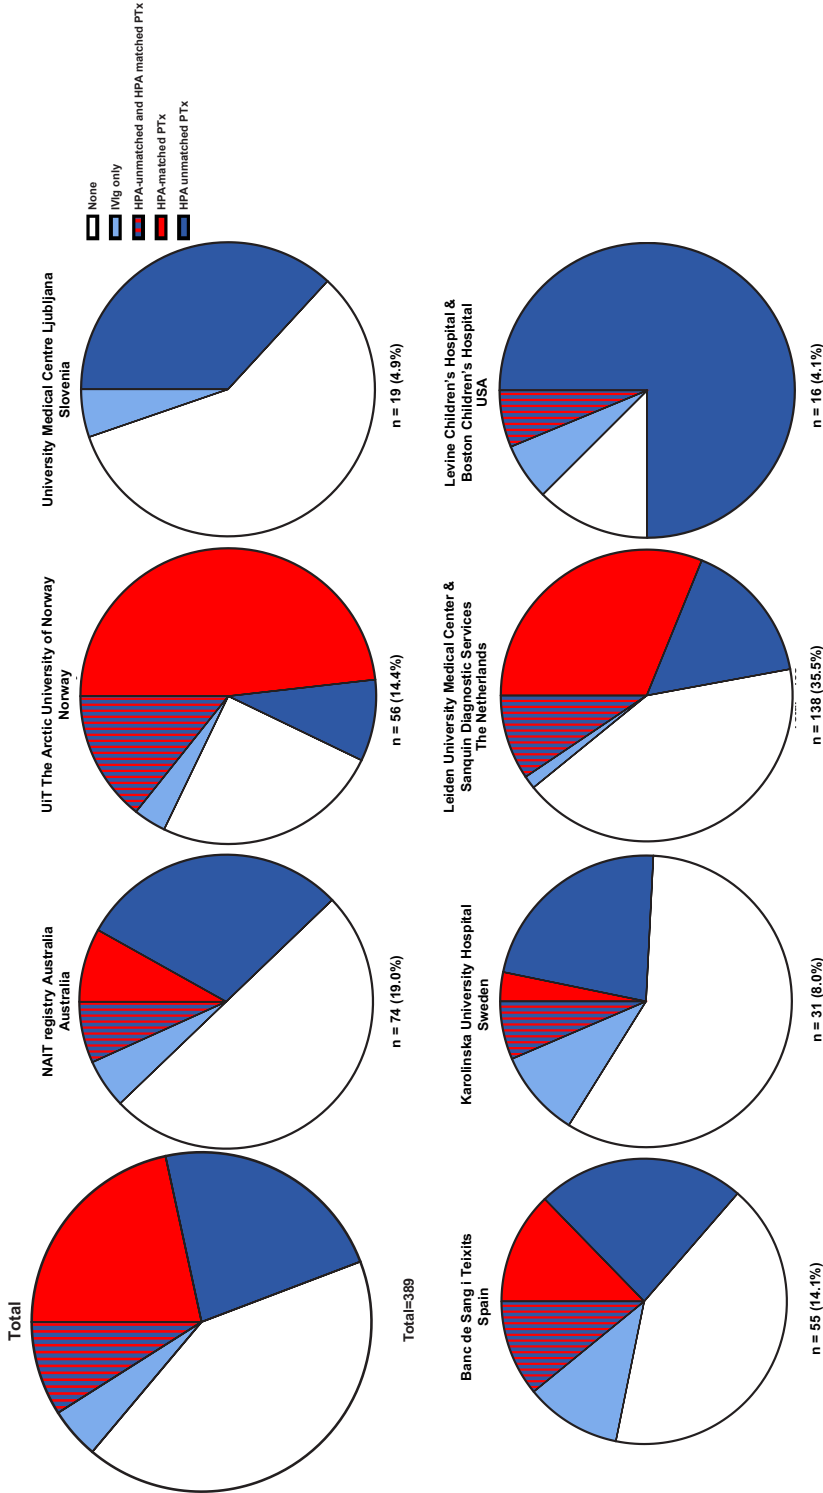 Total
Total=389
NAIT registry Australia
Australia
n = 74 (19.0%)
UiT The Arctic University of Norway
Norway
n = 56 (14.4%)
University Medical Centre Ljubljana
Slovenia
n = 19 (4.9%)
None
IVIg only
HPA-unmatched and HPA matched PTx
HPA-matched PTx
HPA unmatched PTx
Banc de Sang i Teixits
Spain
n = 55 (14.1%)
Karolinska University Hospital
Sweden
n = 31 (8.0%)
Leiden University Medical Center &
Sanquin Diagnostic Services
The Netherlands
n = 138 (35.5%)
Levine Children's Hospital &
Boston Children's Hospital
USA
n = 16 (4.1%)